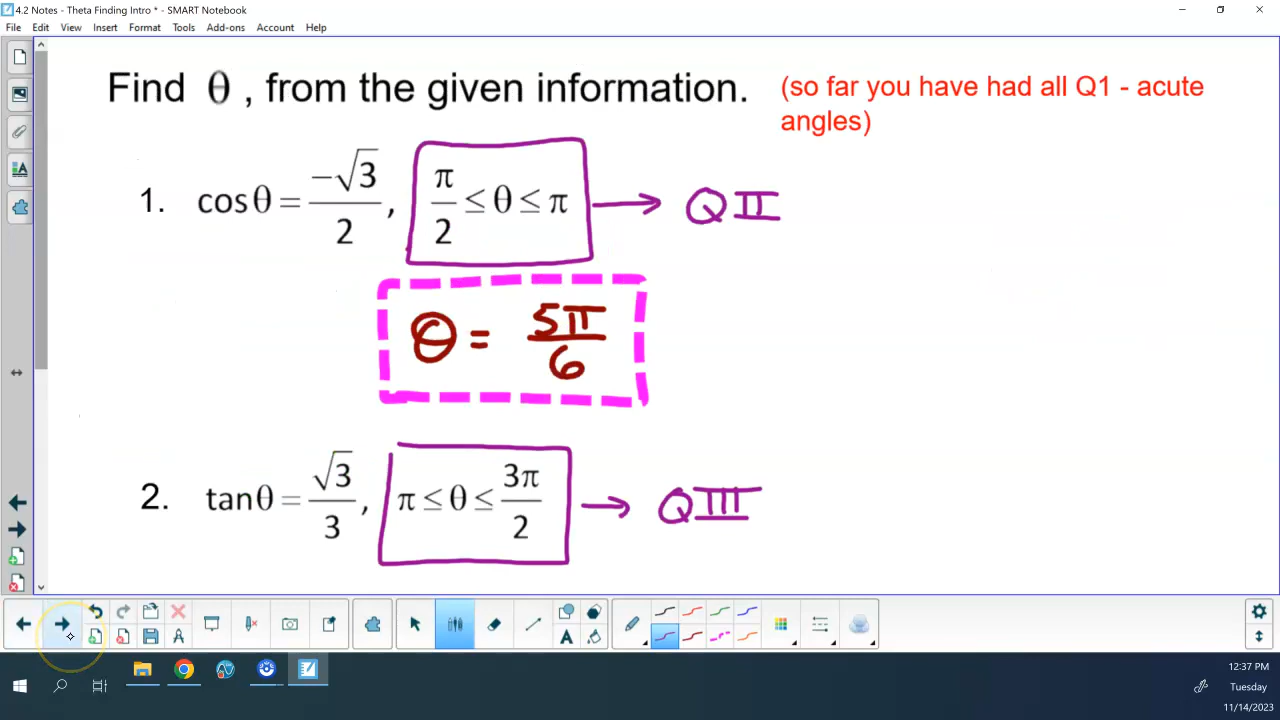 4.2 Notes - Theta Finding Intro * - SMART Notebook
File Edit View Insert Format Tools Add-ons Account Help
Find θ , from the given information.
(so far you have had all Q1 - acute
angles)
1. cosθ = -√3/2, π/2 ≤ θ ≤ π → QII
θ = 5π/6
2. tanθ = √3/3, π ≤ θ ≤ 3π/2 → QIII
12:37 PM
Tuesday
11/14/2023